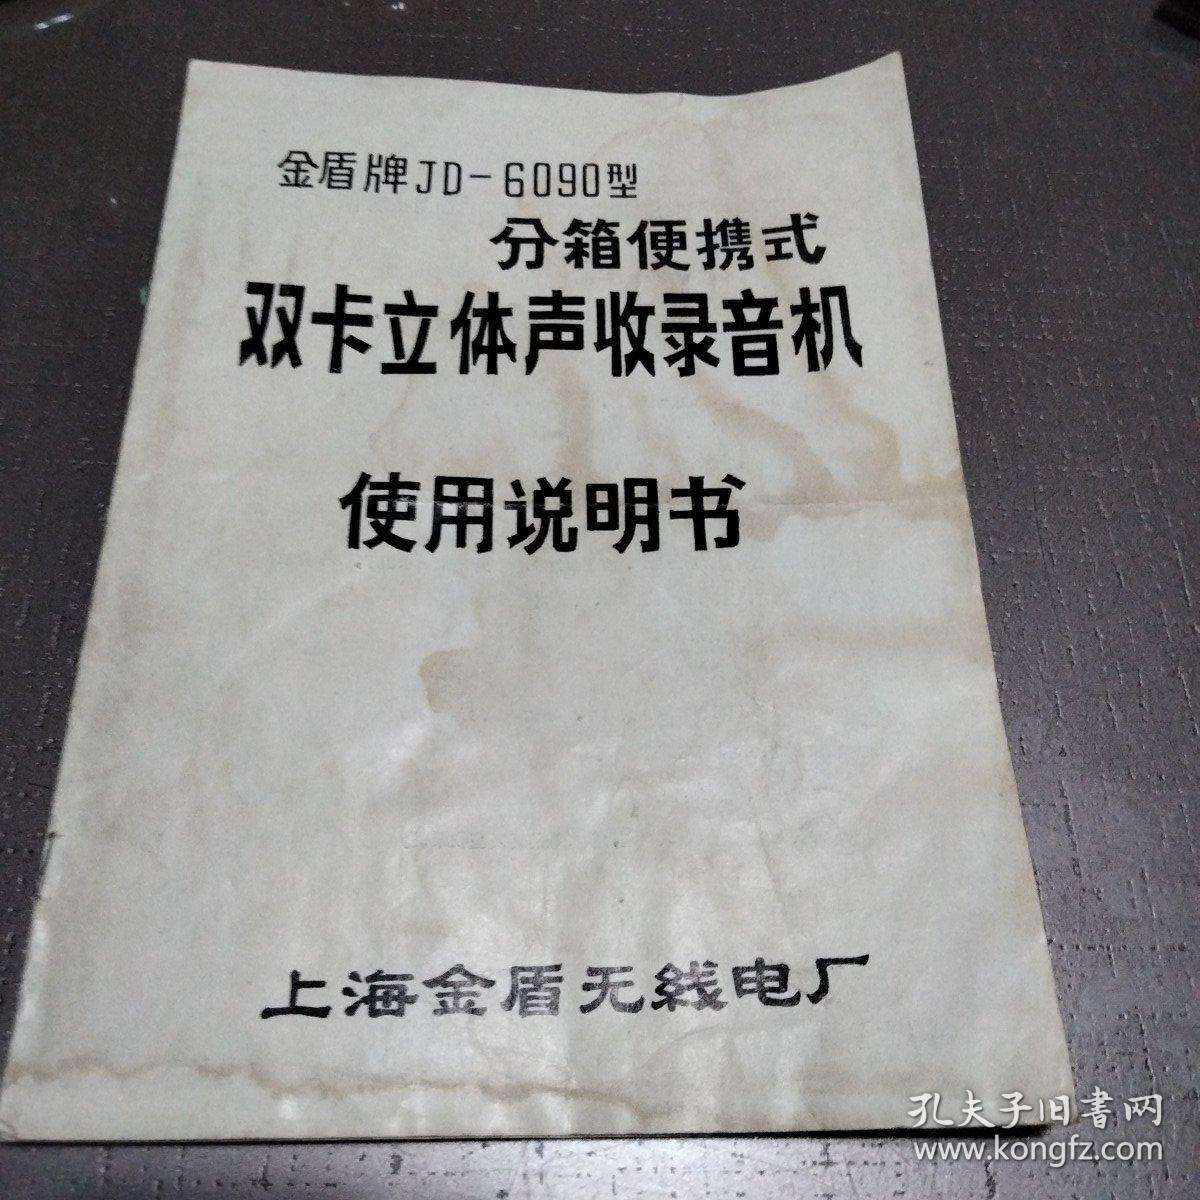 金盾牌JD-6090型
分箱便携式
双卡立体声收录音机
使用说明书
上海金盾无线电厂
孔夫子旧書网
www.kongfz.com